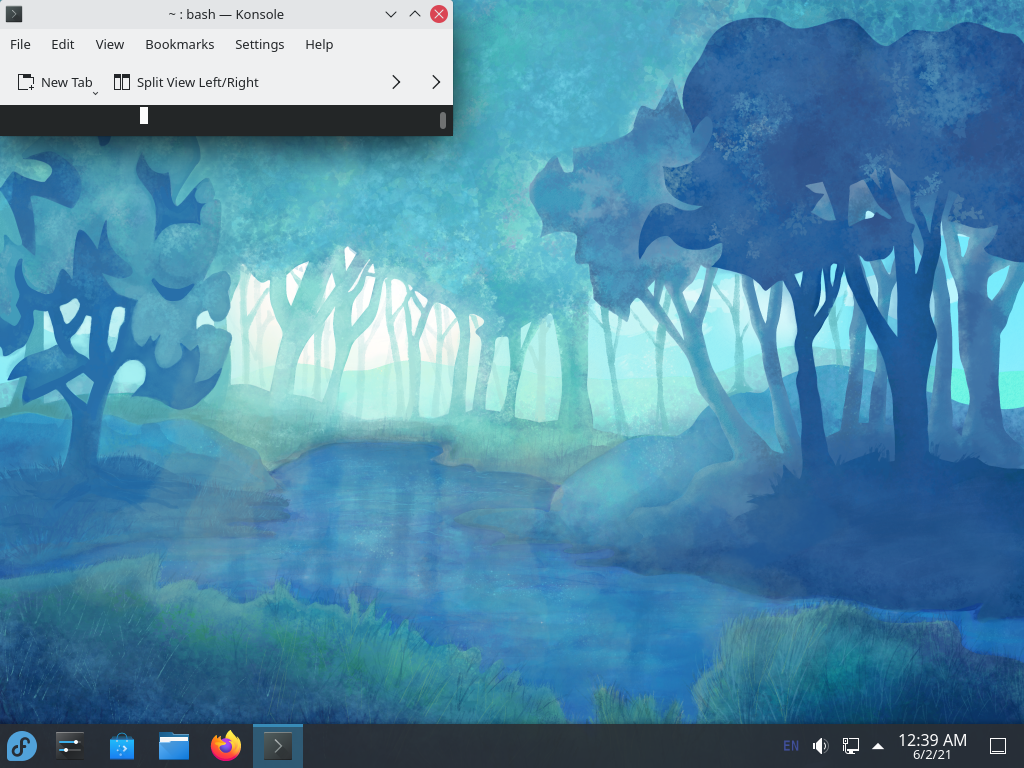 ~ : bash — Konsole
File Edit View Bookmarks Settings Help
New Tab Split View Left/Right
EN 12:39 AM
6/2/21